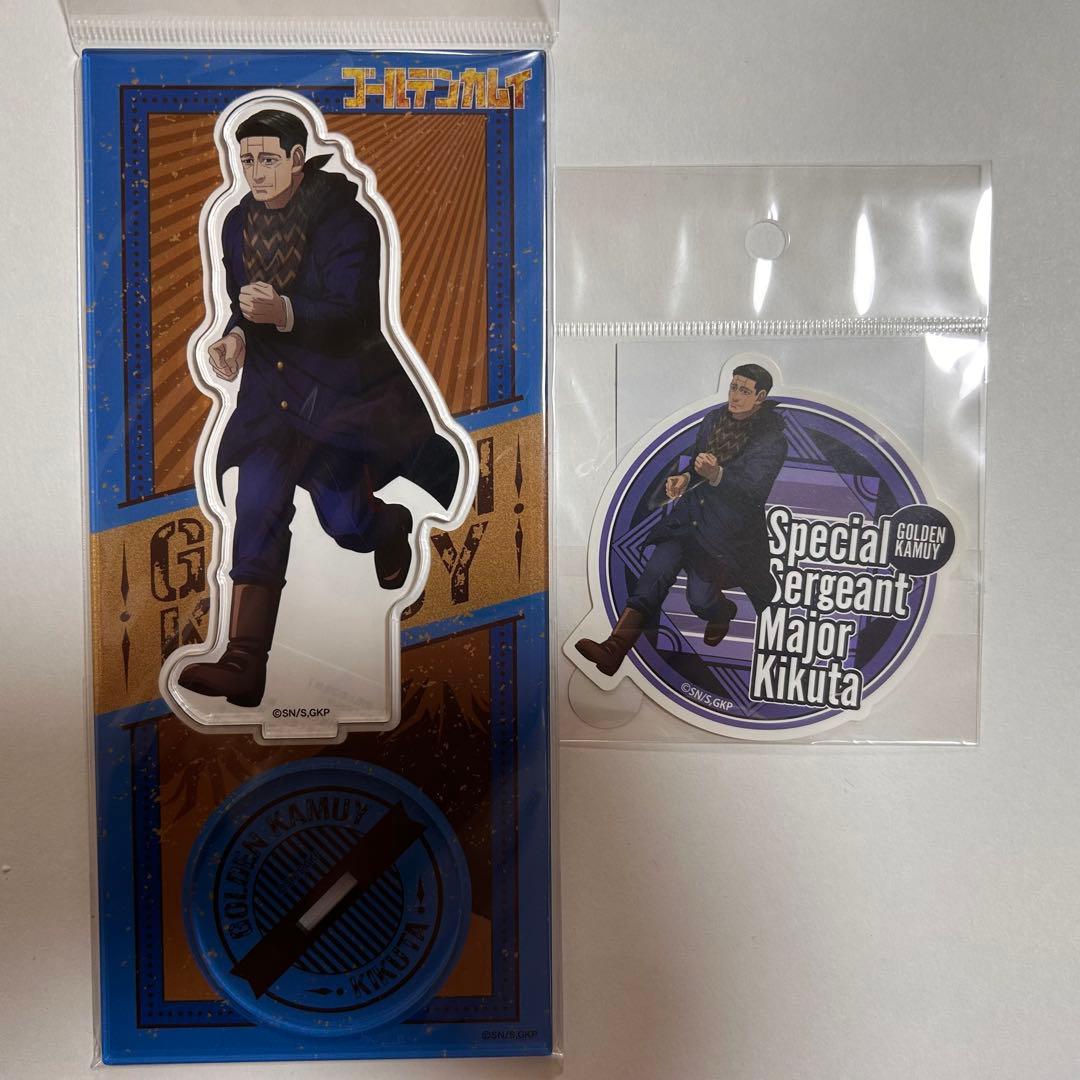 ゴールデンカムイ
©SN/S,GKP
GOLDEN KAMUY
KIKUTA
©SN/S,GKP
Special
Sergeant
Major
Kikuta
GOLDEN
KAMUY
©SN/S,GKP